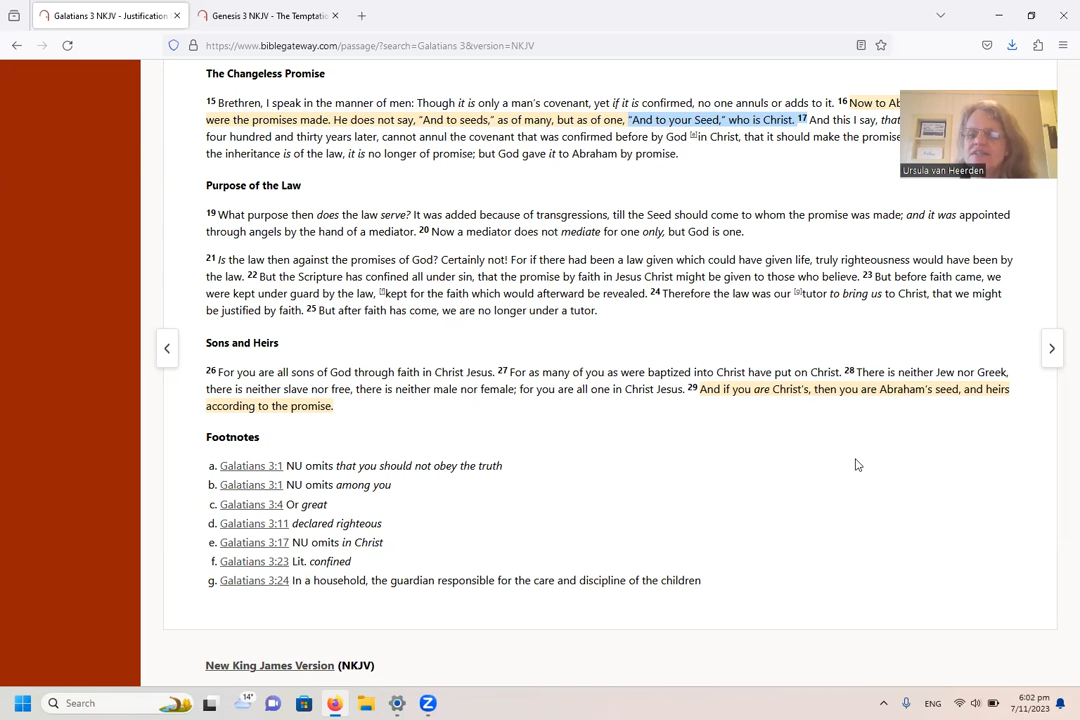 Galatians 3 NKJV - Justification
Genesis 3 NKJV - The Temptati
https://www.biblegateway.com/passage/?search=Galatians 3&version=NKJV
The Changeless Promise
15 Brethren, I speak in the manner of men: Though it is only a man's covenant, yet if it is confirmed, no one annuls or adds to it. 16 Now to Ab
were the promises made. He does not say, “And to seeds,” as of many, but as of one, “And to your Seed,” who is Christ. 17 And this I say, that
four hundred and thirty years later, cannot annul the covenant that was confirmed before by God [e]in Christ, that it should make the promise
the inheritance is of the law, it is no longer of promise; but God gave it to Abraham by promise.
Ursula van Heerden
Purpose of the Law
19 What purpose then does the law serve? It was added because of transgressions, till the Seed should come to whom the promise was made; and it was appointed
through angels by the hand of a mediator. 20 Now a mediator does not mediate for one only, but God is one.
21 Is the law then against the promises of God? Certainly not! For if there had been a law given which could have given life, truly righteousness would have been by
the law. 22 But the Scripture has confined all under sin, that the promise by faith in Jesus Christ might be given to those who believe. 23 But before faith came, we
were kept under guard by the law, [f]kept for the faith which would afterward be revealed. 24 Therefore the law was our [g]tutor to bring us to Christ, that we might
be justified by faith. 25 But after faith has come, we are no longer under a tutor.
Sons and Heirs
26 For you are all sons of God through faith in Christ Jesus. 27 For as many of you as were baptized into Christ have put on Christ. 28 There is neither Jew nor Greek,
there is neither slave nor free, there is neither male nor female; for you are all one in Christ Jesus. 29 And if you are Christ's, then you are Abraham's seed, and heirs
according to the promise.
Footnotes
a. Galatians 3:1 NU omits that you should not obey the truth
b. Galatians 3:1 NU omits among you
c. Galatians 3:4 Or great
d. Galatians 3:11 declared righteous
e. Galatians 3:17 NU omits in Christ
f. Galatians 3:23 Lit. confined
g. Galatians 3:24 In a household, the guardian responsible for the care and discipline of the children
New King James Version (NKJV)
Search
14°
ENG
6:02 pm
7/11/2023